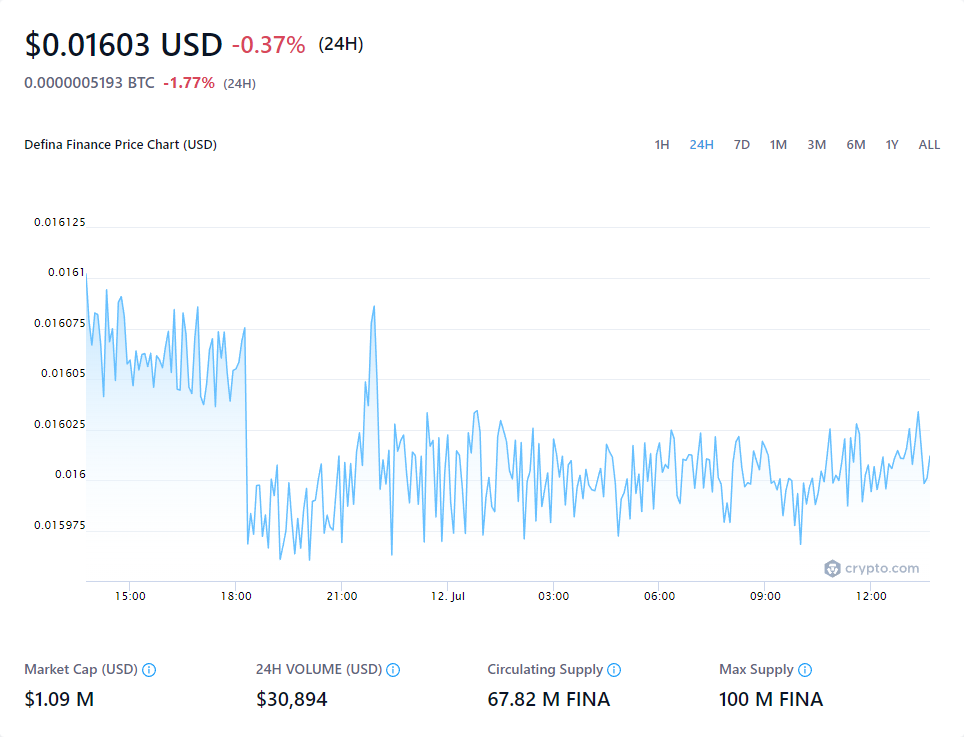 $0.01603 USD -0.37% (24H)
0.0000005193 BTC -1.77% (24H)
Defina Finance Price Chart (USD) 1H 24H 7D 1M 3M 6M 1Y ALL
0.016125
0.0161
0.016075
0.01605
0.016025
0.016
0.015975
crypto.com
15:00 18:00 21:00 12. Jul 03:00 06:00 09:00 12:00
Market Cap (USD) 24H VOLUME (USD) Circulating Supply Max Supply
$1.09 M $30,894 67.82 M FINA 100 M FINA